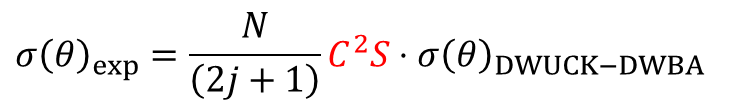 σ(θ)exp = N/(2j + 1) C²S · σ(θ)DWUCK−DWBA